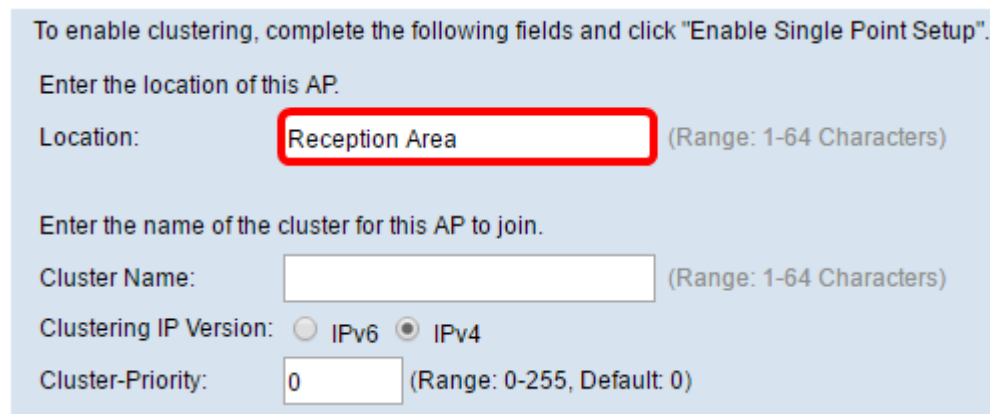 To enable clustering, complete the following fields and click "Enable Single Point Setup".
Enter the location of this AP.
Location: Reception Area (Range: 1-64 Characters)
Enter the name of the cluster for this AP to join.
Cluster Name: (Range: 1-64 Characters)
Clustering IP Version: IPv6 IPv4
Cluster-Priority: 0 (Range: 0-255, Default: 0)